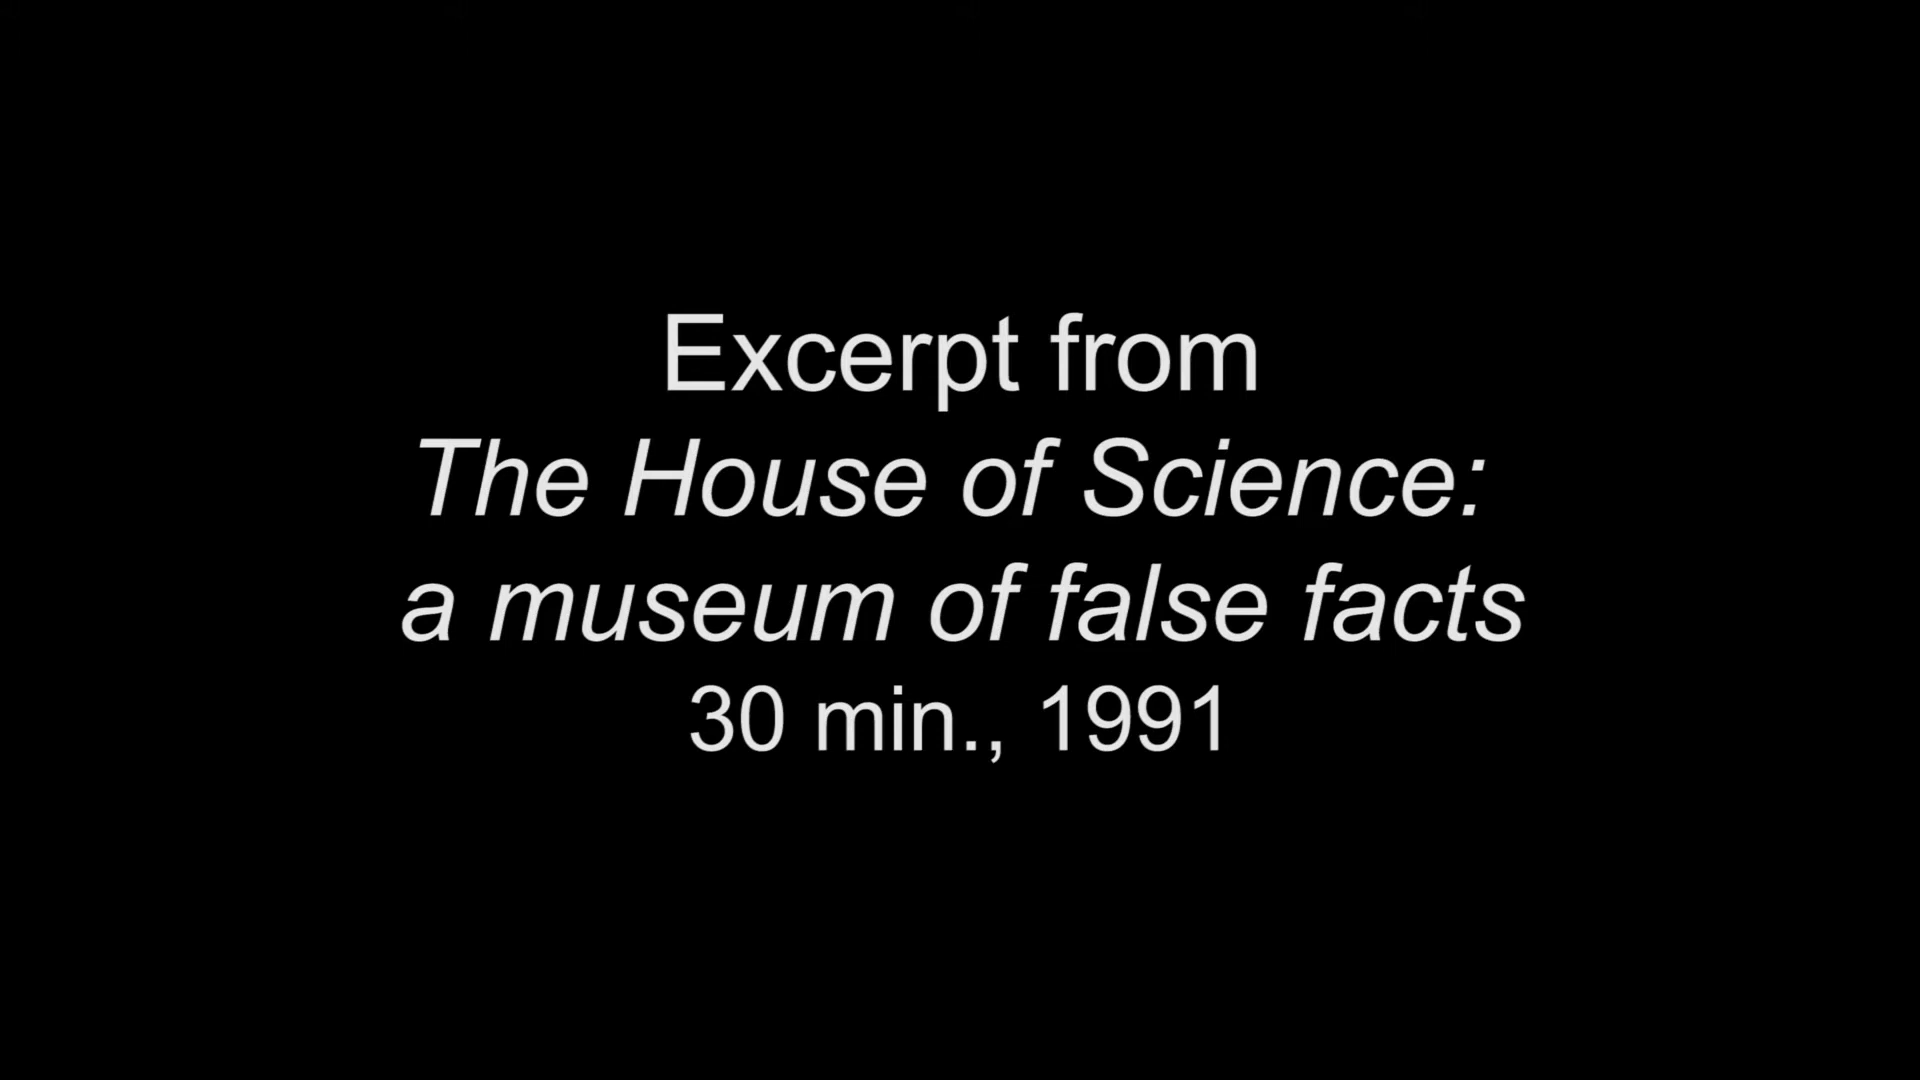 Excerpt from
The House of Science:
a museum of false facts
30 min., 1991